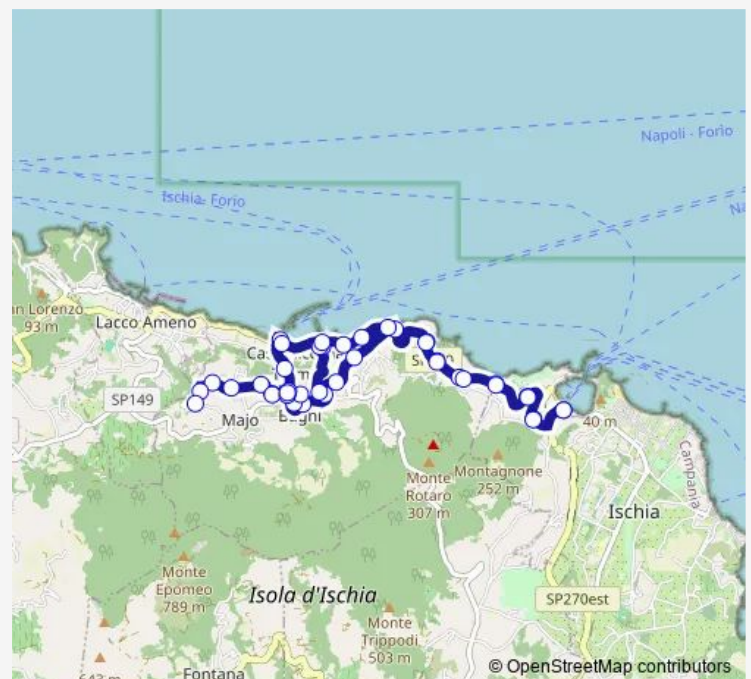 Napoli - Forio
Ischia- Forio
Na
n Lorenzo
93 m
Lacco Ameno
SP149
Majo
40 m
Campania
Monte
Rotaro
307 m
Montagnone
252 m
Ischia
Monte
Epomeo
789 m
Isola d'Ischia
SP270est
Monte
Trippodi
503 m
Fontana
© OpenStreetMap contributors